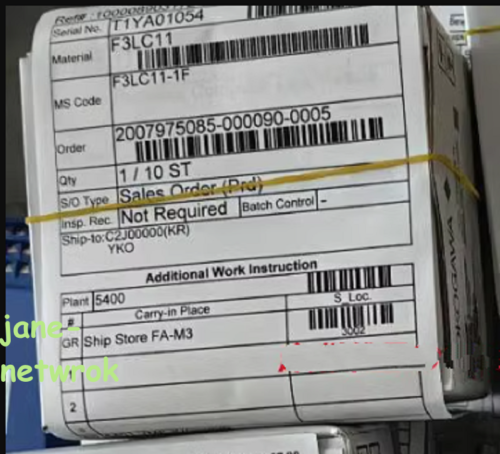 Serial No. T1YA01054
Material F3LC11
MS Code F3LC11-1F
Order 2007975085-000090-0005
Qty 1 / 10 ST
S/O Type Sales Order (Prd)
Insp. Rec. Not Required Batch Control -
Ship-to:C2J00000(KR)
YKO
Additional Work Instruction
Plant 5400
# Carry-in Place S_Loc.
GR Ship Store FA-M3 3002
1
2
jane-
netwrok